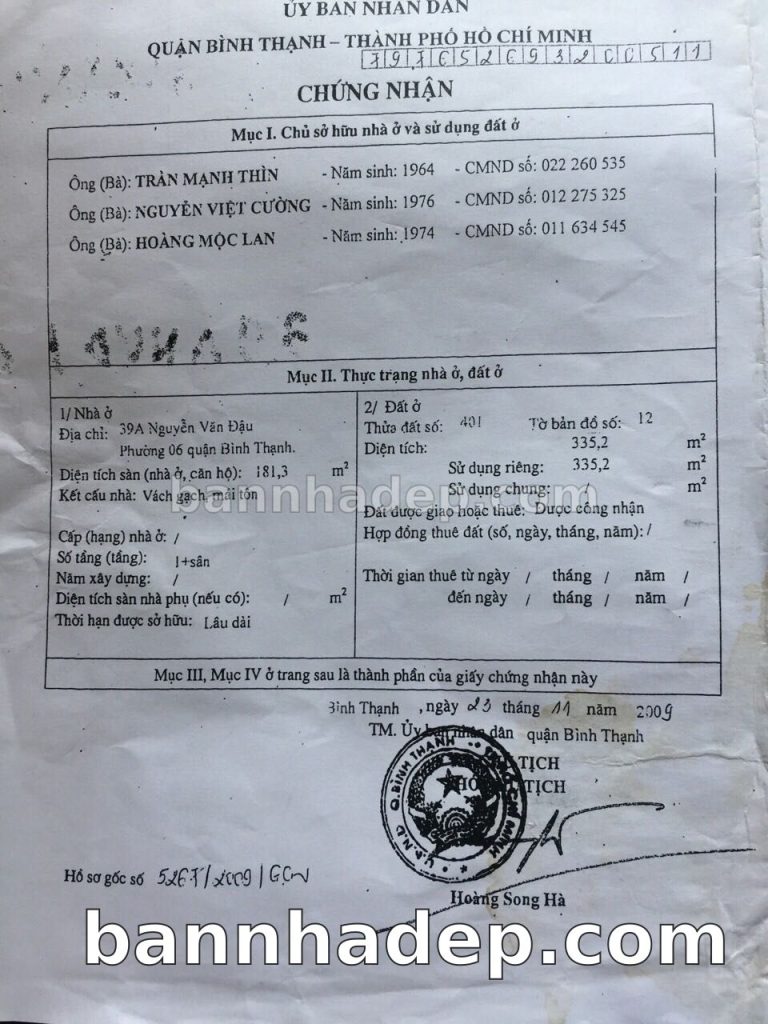 ỦY BAN NHÂN DÂN
QUẬN BÌNH THẠNH – THÀNH PHỐ HỒ CHÍ MINH
CHỨNG NHẬN
Mục I. Chủ sở hữu nhà ở và sử dụng đất ở
Ông (Bà): TRẦN MẠNH THÌN - Năm sinh: 1964 - CMND số: 022 260 535
Ông (Bà): NGUYỄN VIỆT CƯỜNG - Năm sinh: 1976 - CMND số: 012 275 325
Ông (Bà): HOÀNG MỘC LAN - Năm sinh: 1974 - CMND số: 011 634 545
Mục II. Thực trạng nhà ở, đất ở
1/ Nhà ở
Địa chỉ: 39A Nguyễn Văn Đậu
Phường 06 quận Bình Thạnh.
Diện tích sàn (nhà ở, căn hộ): 181,3 m²
Kết cấu nhà: Vách gạch, mái tôn
Cấp (hạng) nhà ở: /
Số tầng (tầng): 1+sân
Năm xây dựng: /
Diện tích sàn nhà phụ (nếu có): / m²
Thời hạn được sở hữu: Lâu dài
2/ Đất ở
Thửa đất số: 401 Tờ bản đồ số: 12
Diện tích: 335,2 m²
Sử dụng riêng: 335,2 m²
Sử dụng chung: / m²
Đất được giao hoặc thuê: Được công nhận
Hợp đồng thuê đất (số, ngày, tháng, năm): /
Thời gian thuê từ ngày / tháng / năm /
đến ngày / tháng / năm /
bannhadep.com
Mục III, Mục IV ở trang sau là thành phần của giấy chứng nhận này
Bình Thạnh , ngày 23 tháng 11 năm 2009
TM. Ủy ban nhân dân quận Bình Thạnh
TỊCH
TỊCH
U.B.N.D Q.BÌNH THẠNH
CHÍ MINH
Hoàng Song Hà
Hồ sơ gốc số 5267/2009/GCN
bannhadep.com